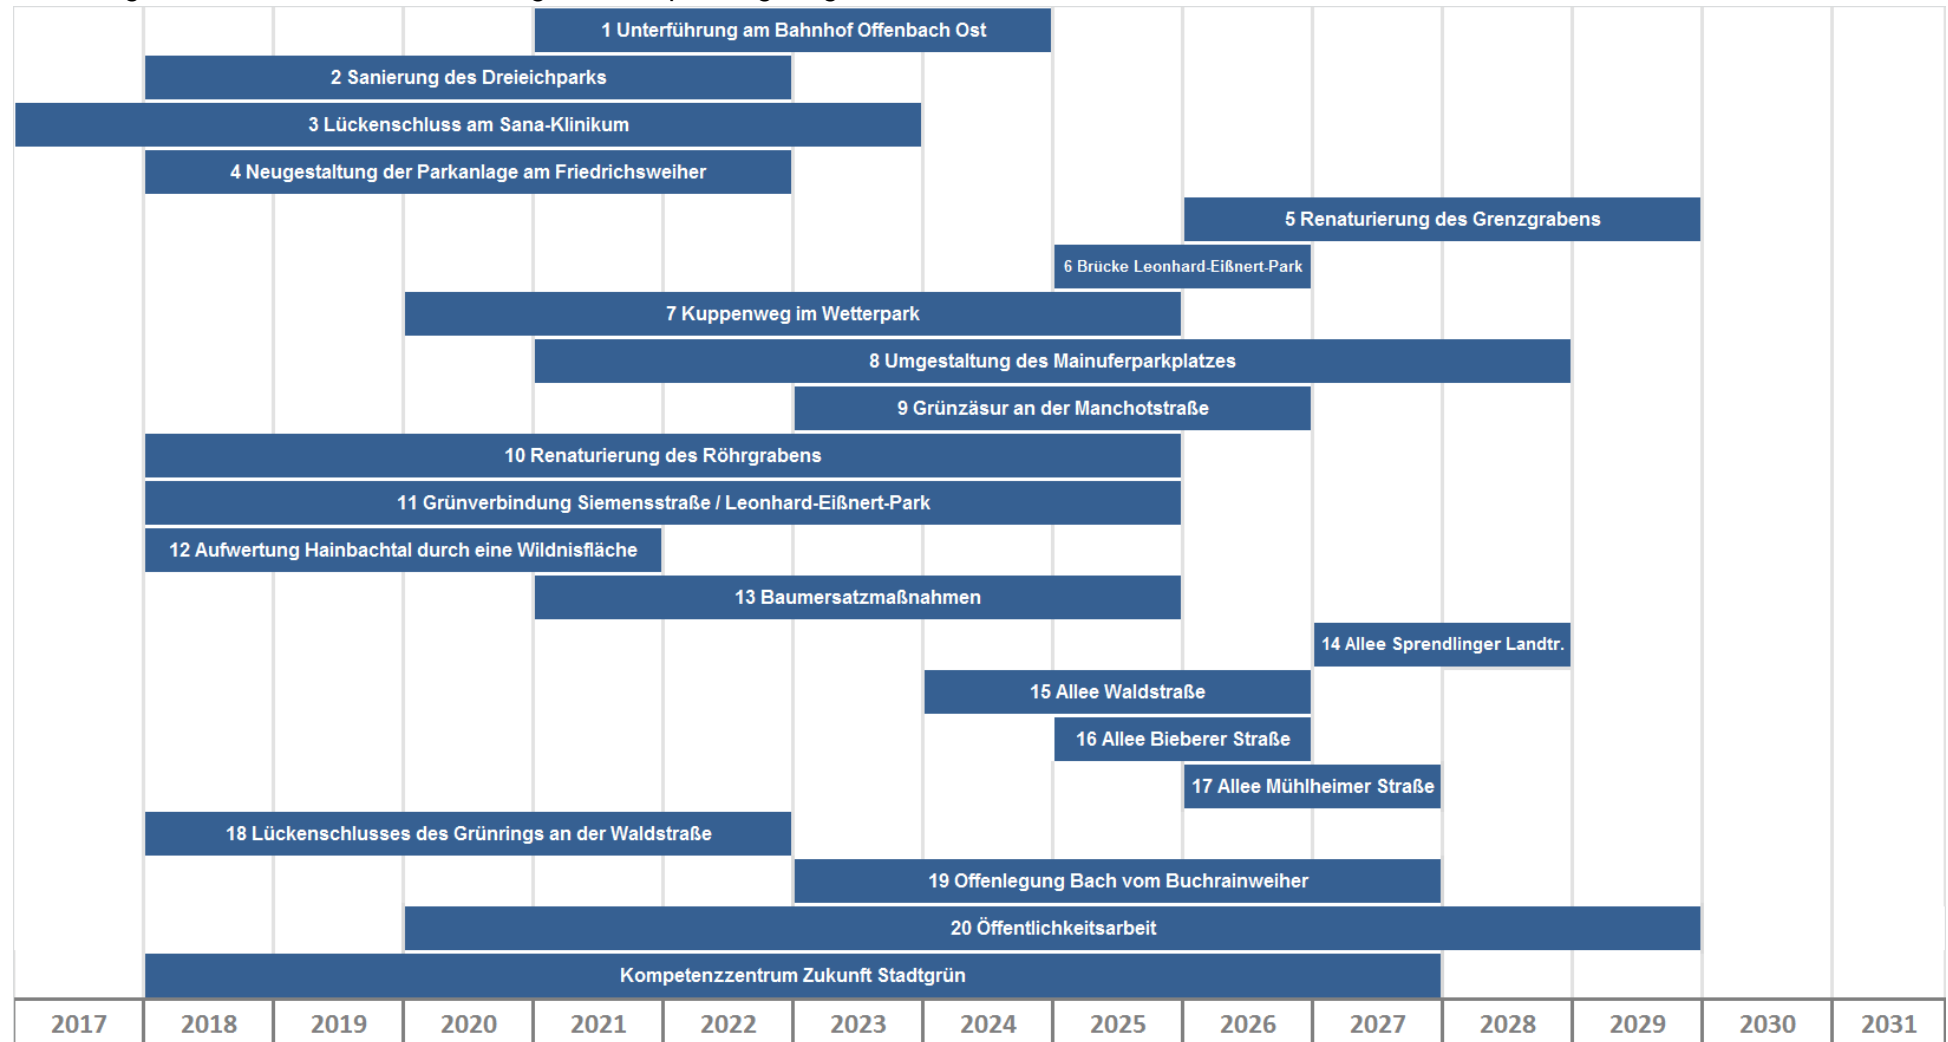 1 Unterführung am Bahnhof Offenbach Ost
2 Sanierung des Dreieichparks
3 Lückenschluss am Sana-Klinikum
4 Neugestaltung der Parkanlage am Friedrichsweiher
5 Renaturierung des Grenzgrabens
6 Brücke Leonhard-Eißnert-Park
7 Kuppenweg im Wetterpark
8 Umgestaltung des Mainuferparkplatzes
9 Grünzäsur an der Manchotstraße
10 Renaturierung des Röhrgrabens
11 Grünverbindung Siemensstraße / Leonhard-Eißnert-Park
12 Aufwertung Hainbachtal durch eine Wildnisfläche
13 Baumersatzmaßnahmen
14 Allee Sprendlinger Landtr.
15 Allee Waldstraße
16 Allee Bieberer Straße
17 Allee Mühlheimer Straße
18 Lückenschlusses des Grünrings an der Waldstraße
19 Offenlegung Bach vom Buchrainweiher
20 Öffentlichkeitsarbeit
Kompetenzzentrum Zukunft Stadtgrün
2017 2018 2019 2020 2021 2022 2023 2024 2025 2026 2027 2028 2029 2030 2031